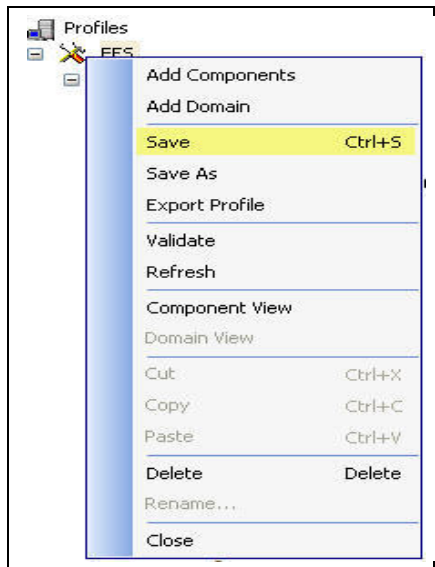 Profiles
EFS
Add Components
Add Domain
Save Ctrl+S
Save As
Export Profile
Validate
Refresh
Component View
Domain View
Cut Ctrl+X
Copy Ctrl+C
Paste Ctrl+V
Delete Delete
Rename...
Close